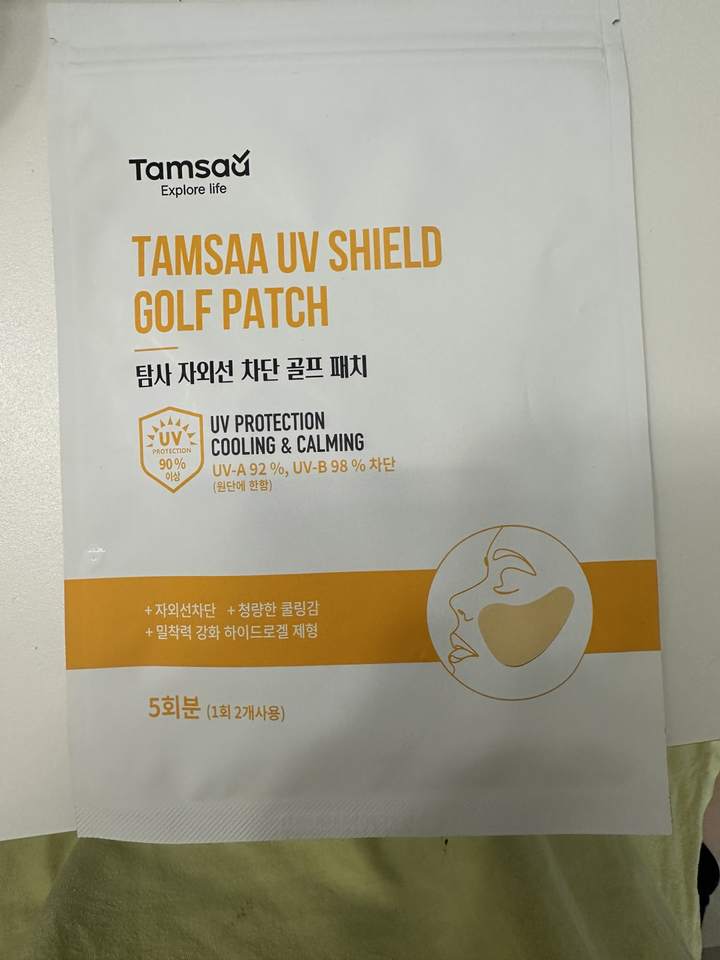 Tamsaa
Explore life
TAMSAA UV SHIELD
GOLF PATCH
탐사 자외선 차단 골프 패치
UV
PROTECTION
90%
이상
UV PROTECTION
COOLING & CALMING
UV-A 92 %, UV-B 98 % 차단
(원단에 한함)
+ 자외선차단 + 청량한 쿨링감
+ 밀착력 강화 하이드로겔 제형
5회분 (1회 2개사용)